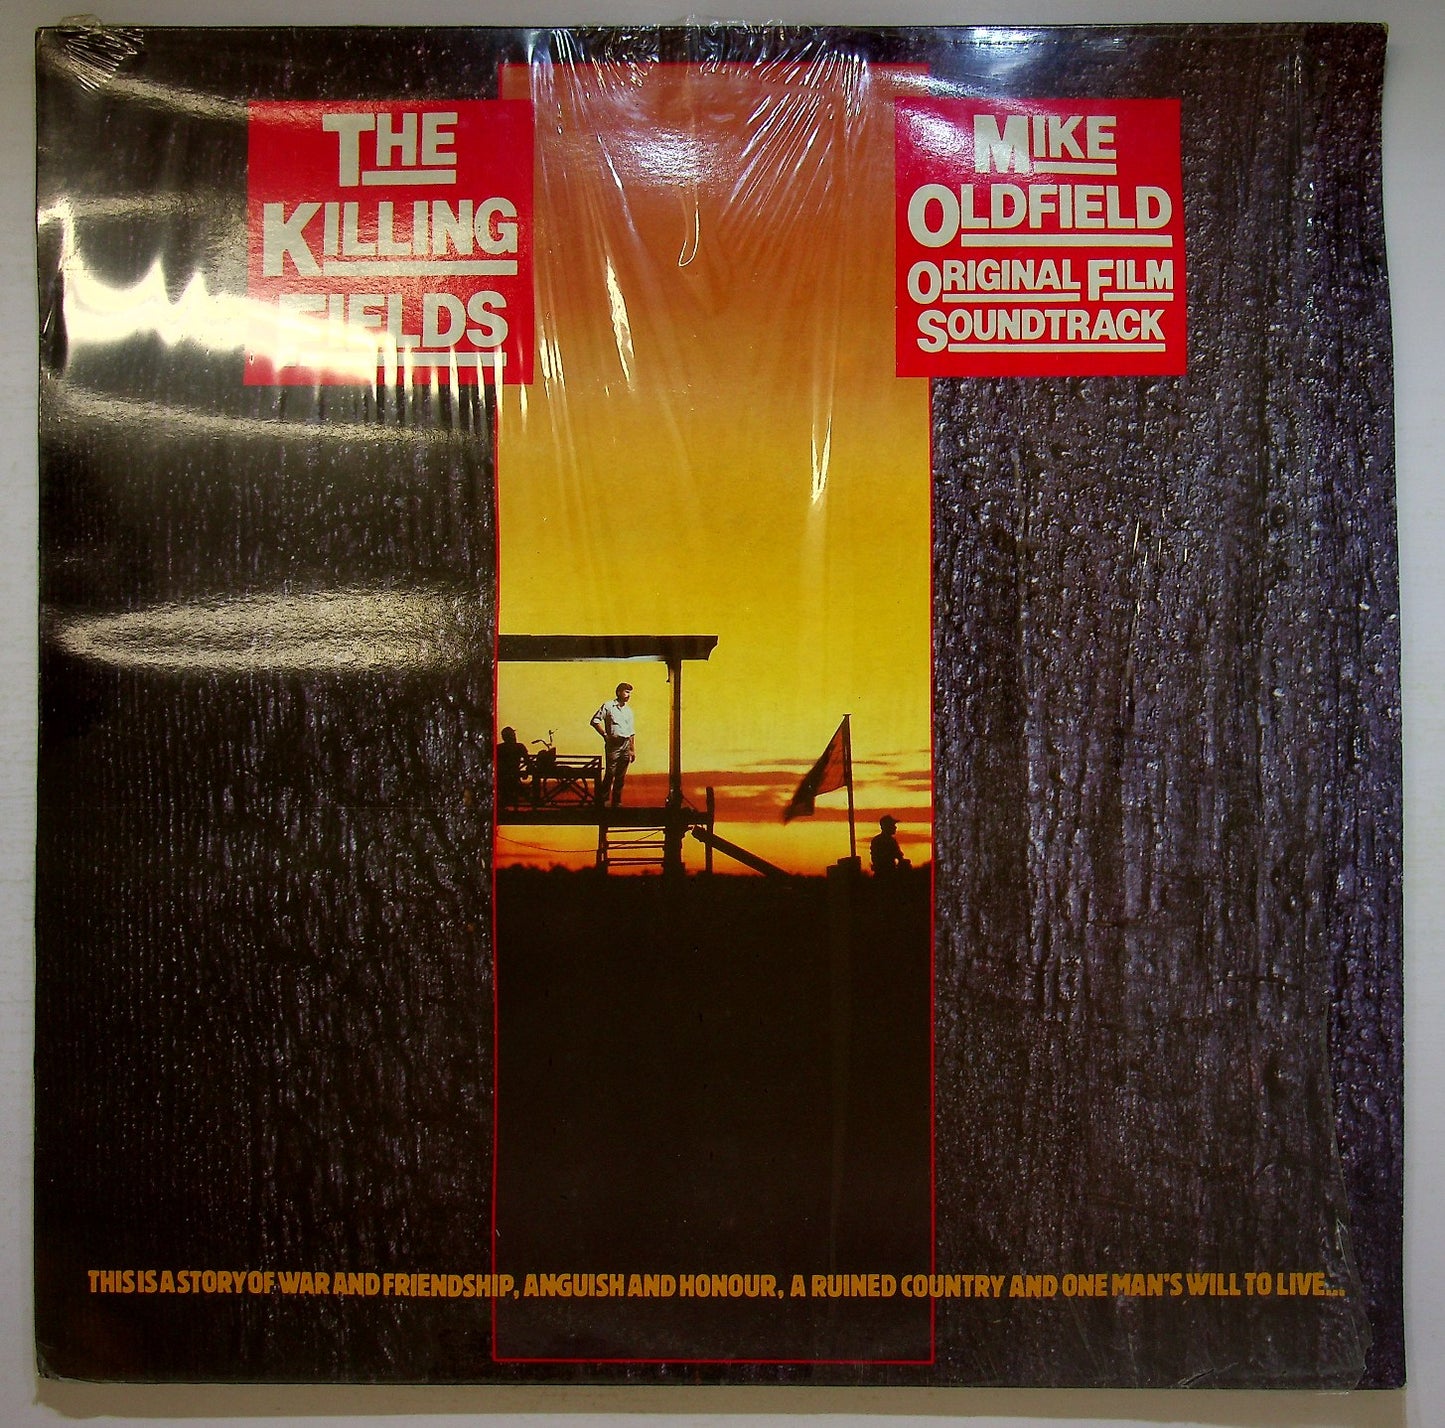 THE
KILLING
FIELDS
MIKE
OLDFIELD
ORIGINAL FILM
SOUNDTRACK
THIS IS A STORY OF WAR AND FRIENDSHIP, ANGUISH AND HONOUR, A RUINED COUNTRY AND ONE MAN'S WILL TO LIVE...